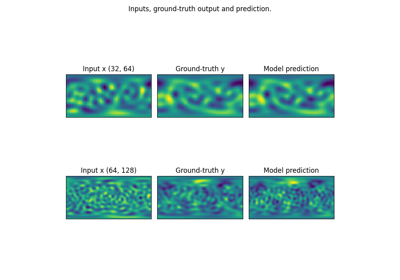 Inputs, ground-truth output and prediction.
Input x (32, 64) Ground-truth y Model prediction
Input x (64, 128) Ground-truth y Model prediction